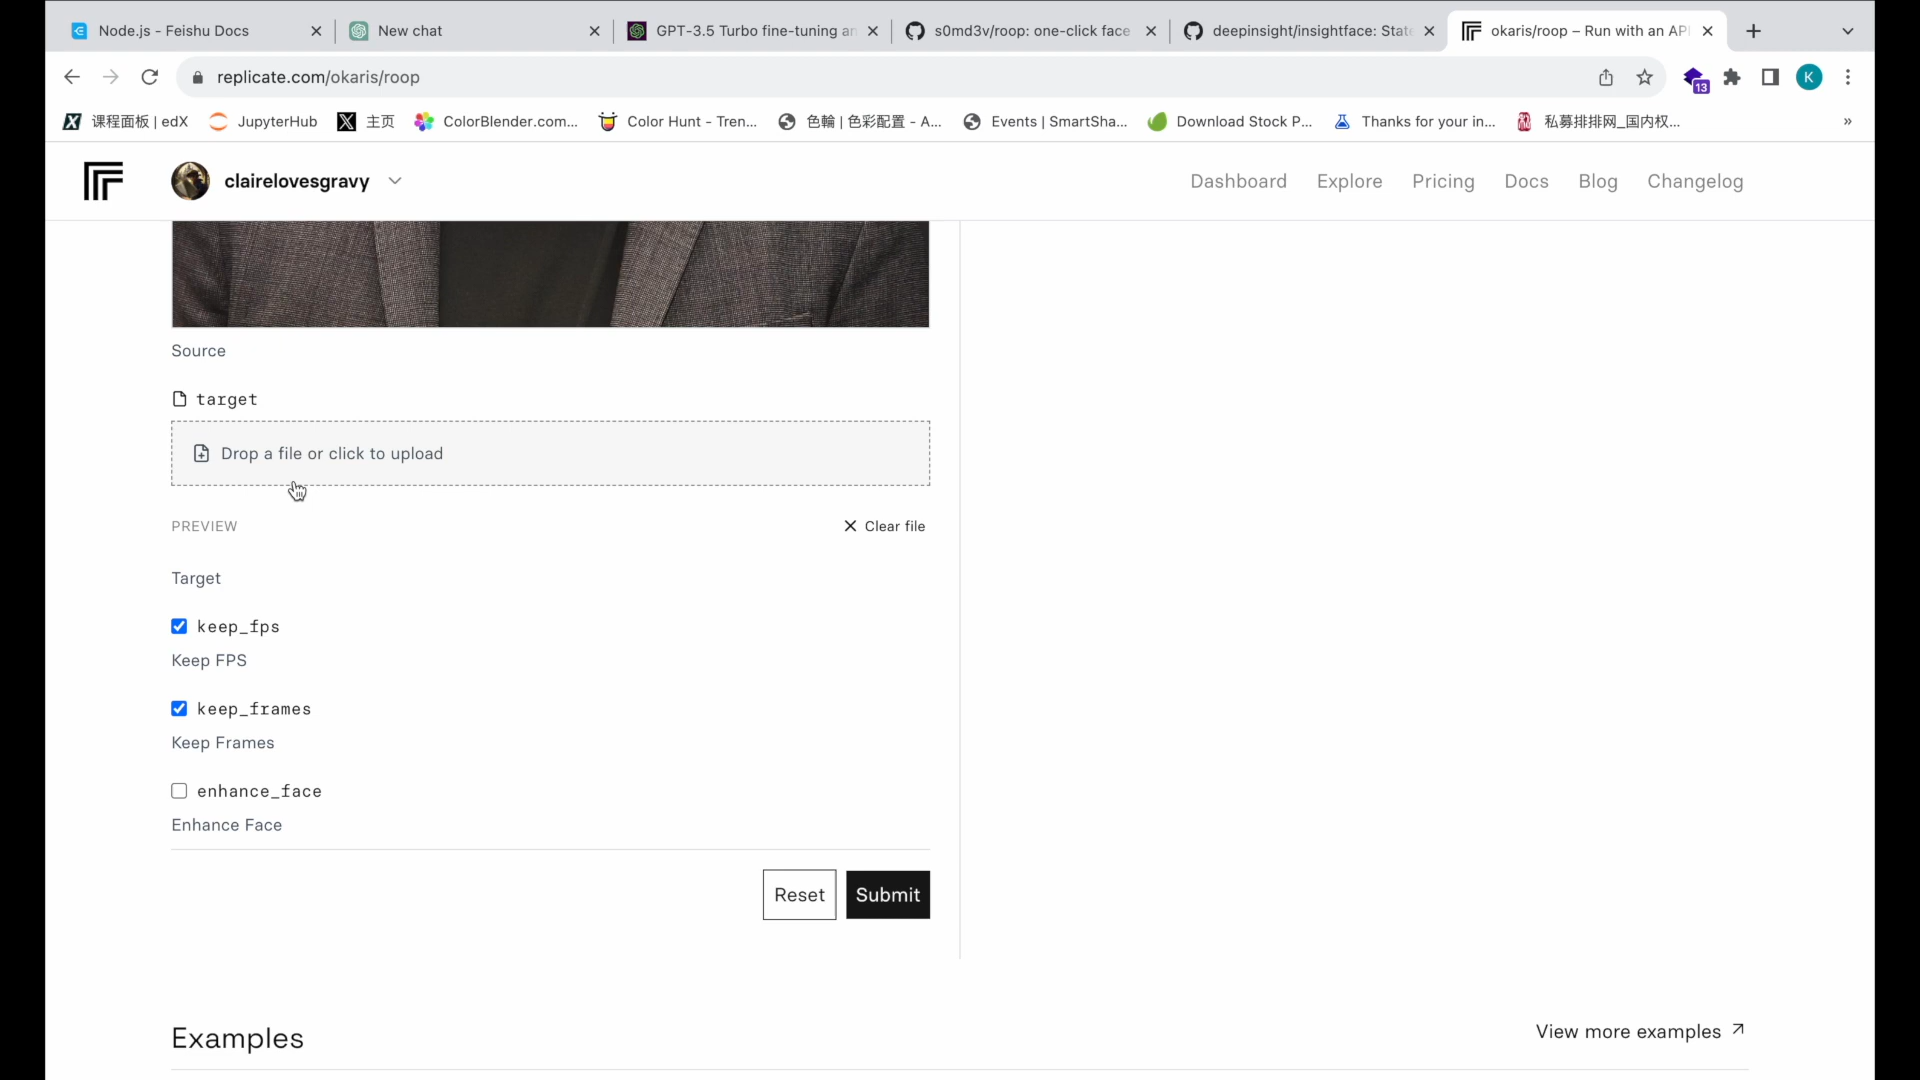 Node.js - Feishu Docs
New chat
GPT-3.5 Turbo fine-tuning an
s0md3v/roop: one-click face
deepinsight/insightface: State
okaris/roop – Run with an API
replicate.com/okaris/roop
13
K
课程面板 | edX
JupyterHub
主页
ColorBlender.com...
Color Hunt - Tren...
色輪 | 色彩配置 - A...
Events | SmartSha...
Download Stock P...
Thanks for your in...
私募排排网_国内权...
»
clairelovesgravy
Dashboard
Explore
Pricing
Docs
Blog
Changelog
Source
target
Drop a file or click to upload
PREVIEW
Clear file
Target
keep_fps
Keep FPS
keep_frames
Keep Frames
enhance_face
Enhance Face
Reset
Submit
Examples
View more examples